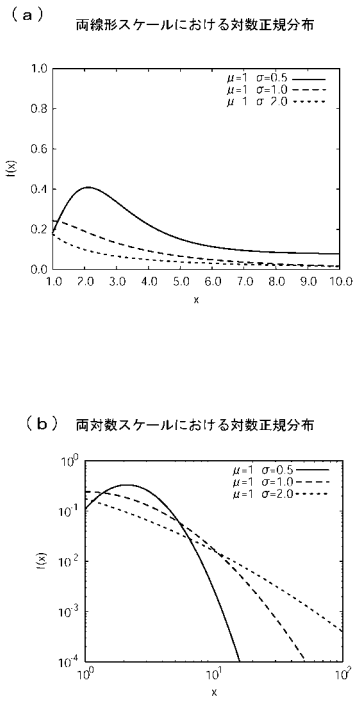 (a) 両線形スケールにおける対数正規分布
μ=1 σ=0.5
μ=1 σ=1.0
μ 1 σ 2.0
1.0
0.8
0.6
0.4
0.2
0.0
f(x)
1.0 2.0 3.0 4.0 5.0 6.0 7.0 8.0 9.0 10.0
x
(b) 両対数スケールにおける対数正規分布
μ=1 σ=0.5
μ=1 σ=1.0
μ=1 σ=2.0
10⁰
10⁻¹
10⁻²
10⁻³
10⁻⁴
f(x)
10⁰ 10¹ 10²
x